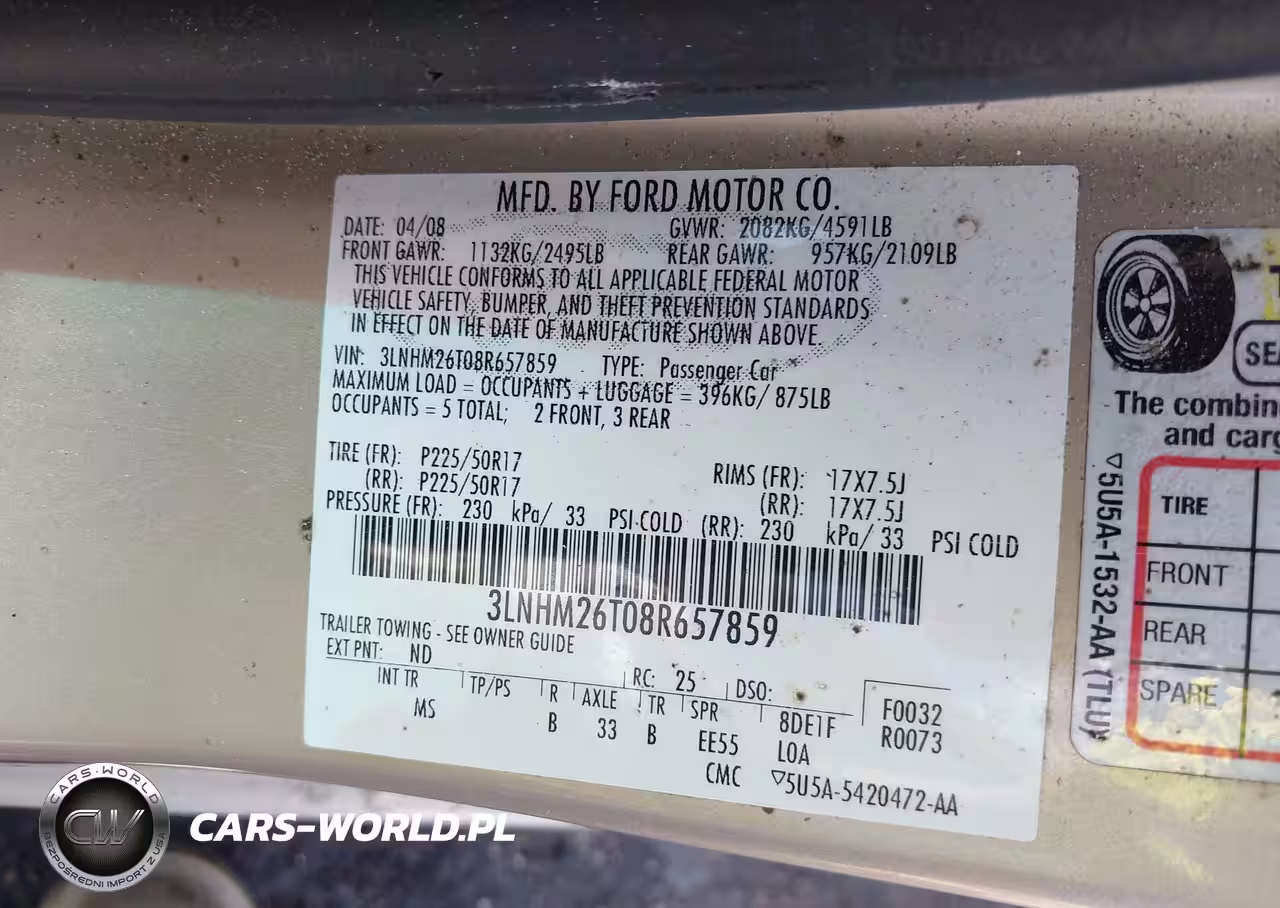 MFD. BY FORD MOTOR CO.
DATE: 04/08 GVWR: 2082KG/4591LB
FRONT GAWR: 1132KG/2495LB REAR GAWR: 957KG/2109LB
THIS VEHICLE CONFORMS TO ALL APPLICABLE FEDERAL MOTOR
VEHICLE SAFETY, BUMPER, AND THEFT PREVENTION STANDARDS
IN EFFECT ON THE DATE OF MANUFACTURE SHOWN ABOVE.
VIN: 3LNHM26T08R657859 TYPE: Passenger Car
MAXIMUM LOAD = OCCUPANTS + LUGGAGE = 396KG/ 875LB
OCCUPANTS = 5 TOTAL; 2 FRONT, 3 REAR
TIRE (FR): P225/50R17 RIMS (FR): 17X7.5J
(RR): P225/50R17 (RR): 17X7.5J
PRESSURE (FR): 230 kPa/ 33 PSI COLD (RR): 230 kPa/ 33 PSI COLD
3LNHM26T08R657859
TRAILER TOWING - SEE OWNER GUIDE
EXT PNT: ND RC: 25 DSO:
INT TR TP/PS R AXLE TR SPR 8DE1F F0032
MS B 33 B EE55 LOA R0073
CMC ▽5U5A-5420472-AA
SEA
The combin
and carg
TIRE
FRONT
REAR
SPARE
▽5U5A-1532-AA (TLU)
CARS-WORLD
CW
BEZPOŚREDNI IMPORT Z USA
CARS-WORLD.PL